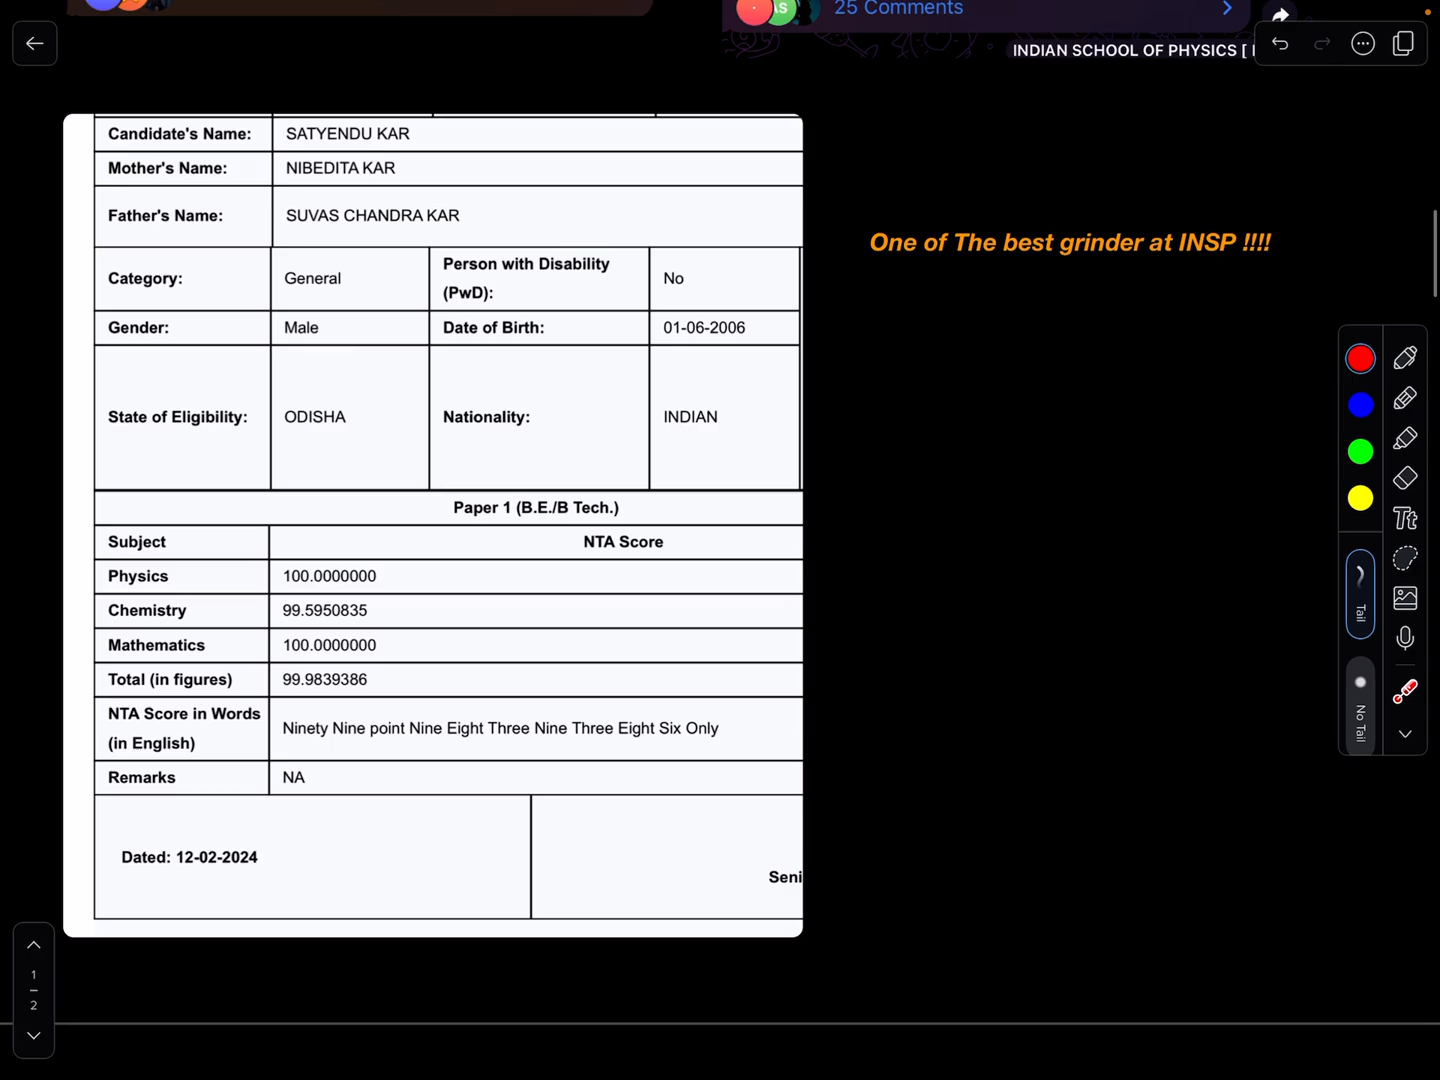 25 Comments
INDIAN SCHOOL OF PHYSICS [
Candidate's Name: SATYENDU KAR
Mother's Name: NIBEDITA KAR
Father's Name: SUVAS CHANDRA KAR
One of The best grinder at INSP !!!!
Category: General Person with Disability (PwD): No
Gender: Male Date of Birth: 01-06-2006
State of Eligibility: ODISHA Nationality: INDIAN
Paper 1 (B.E./B Tech.)
Subject NTA Score
Physics 100.0000000
Chemistry 99.5950835
Mathematics 100.0000000
Total (in figures) 99.9839386
NTA Score in Words (in English) Ninety Nine point Nine Eight Three Nine Three Eight Six Only
Remarks NA
Dated: 12-02-2024
Seni
Tt
Tail
No Tail
1
2